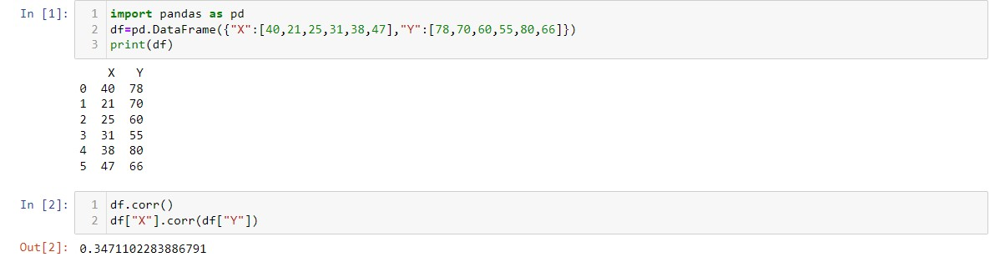 In [1]: 1 import pandas as pd
2 df=pd.DataFrame({"X":[40,21,25,31,38,47],"Y":[78,70,60,55,80,66]})
3 print(df)
X Y
0 40 78
1 21 70
2 25 60
3 31 55
4 38 80
5 47 66
In [2]: 1 df.corr()
2 df["X"].corr(df["Y"])
Out[2]: 0.3471102283886791